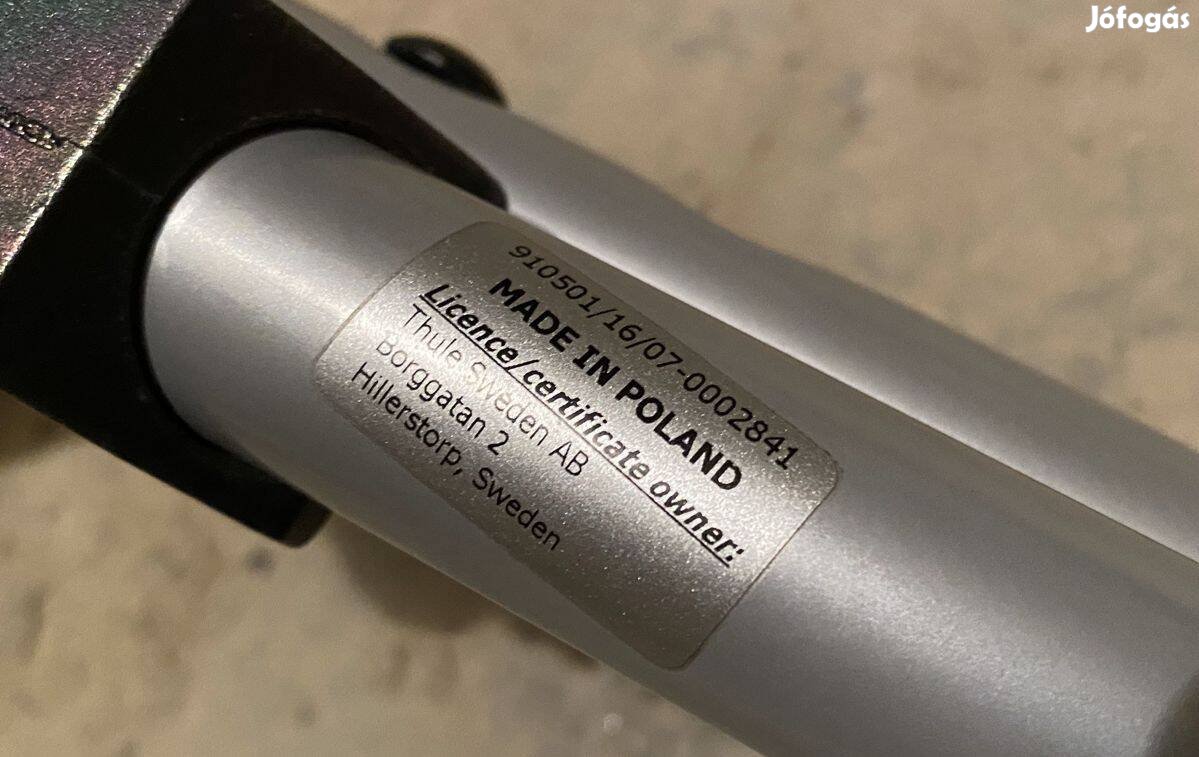 Jófogás
910501/16/07-0002841
MADE IN POLAND
Licence/certificate owner:
Thule Sweden AB
Borggatan 2
Hillerstorp, Sweden